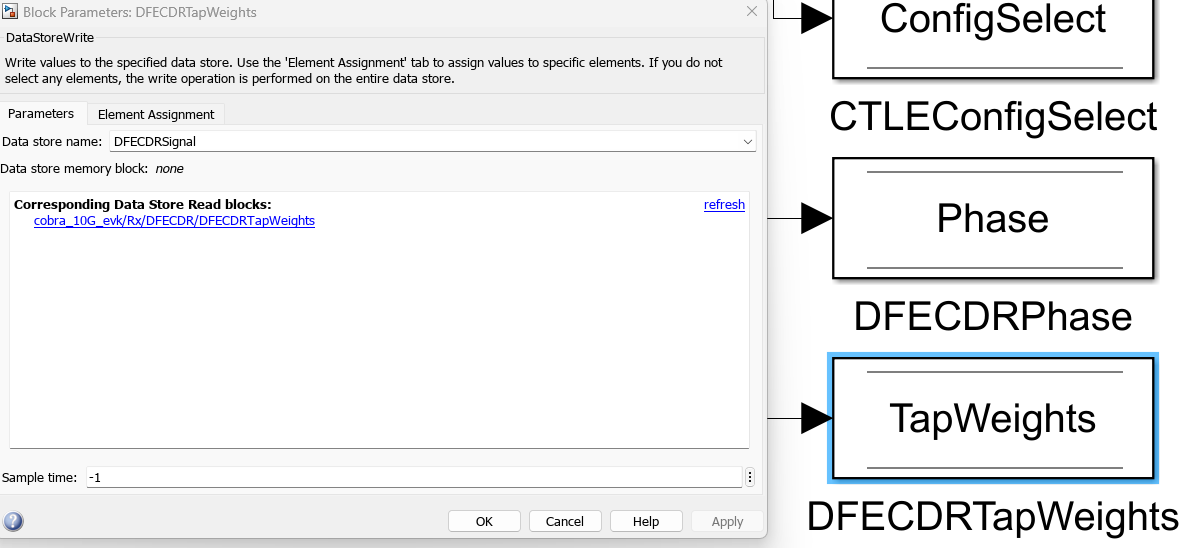 Block Parameters: DFECDRTapWeights
DataStoreWrite
Write values to the specified data store. Use the 'Element Assignment' tab to assign values to specific elements. If you do not
select any elements, the write operation is performed on the entire data store.
Parameters
Element Assignment
Data store name: DFECDRSignal
Data store memory block: none
Corresponding Data Store Read blocks:
refresh
cobra_10G_evk/Rx/DFECDR/DFECDRTapWeights
Sample time: -1
?
OK
Cancel
Help
Apply
ConfigSelect
CTLEConfigSelect
Phase
DFECDRPhase
TapWeights
DFECDRTapWeights